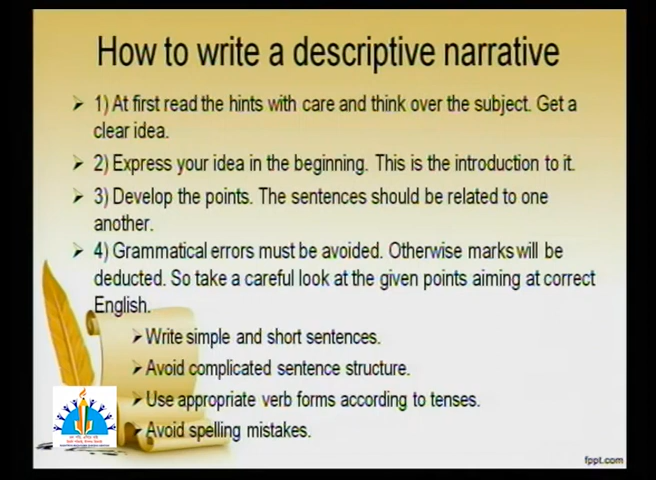 How to write a descriptive narrative
1) At first read the hints with care and think over the subject. Get a
clear idea.
2) Express your idea in the beginning. This is the introduction to it.
3) Develop the points. The sentences should be related to one
another.
4) Grammatical errors must be avoided. Otherwise marks will be
deducted. So take a careful look at the given points aiming at correct
English.
Write simple and short sentences.
Avoid complicated sentence structure.
Use appropriate verb forms according to tenses.
Avoid spelling mistakes.
fppt.com